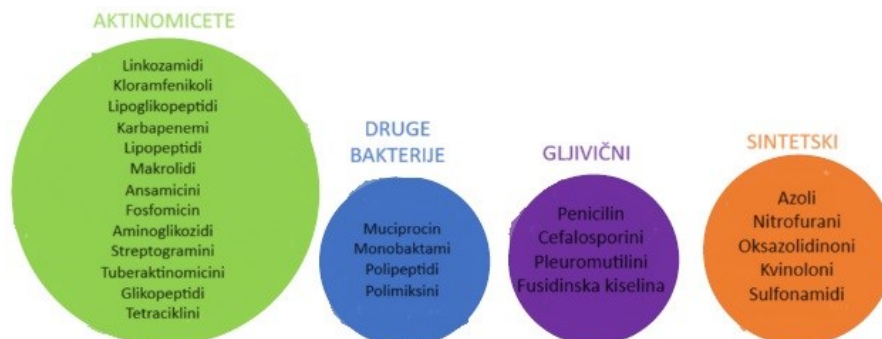 AKTINOMICETE
Linkozamidi
Kloramfenikoli
Lipoglikopeptidi
Karbapenemi
Lipopeptidi
Makrolidi
Ansamicini
Fosfomicin
Aminoglikozidi
Streptogramini
Tuberaktinomicini
Glikopeptidi
Tetraciklini
DRUGE
BAKTERIJE
Muciprocin
Monobaktami
Polipeptidi
Polimiksini
GLJIVIČNI
Penicilin
Cefalosporini
Pleuromutilini
Fusidinska kiselina
SINTETSKI
Azoli
Nitrofurani
Oksazolidinoni
Kvinoloni
Sulfonamidi